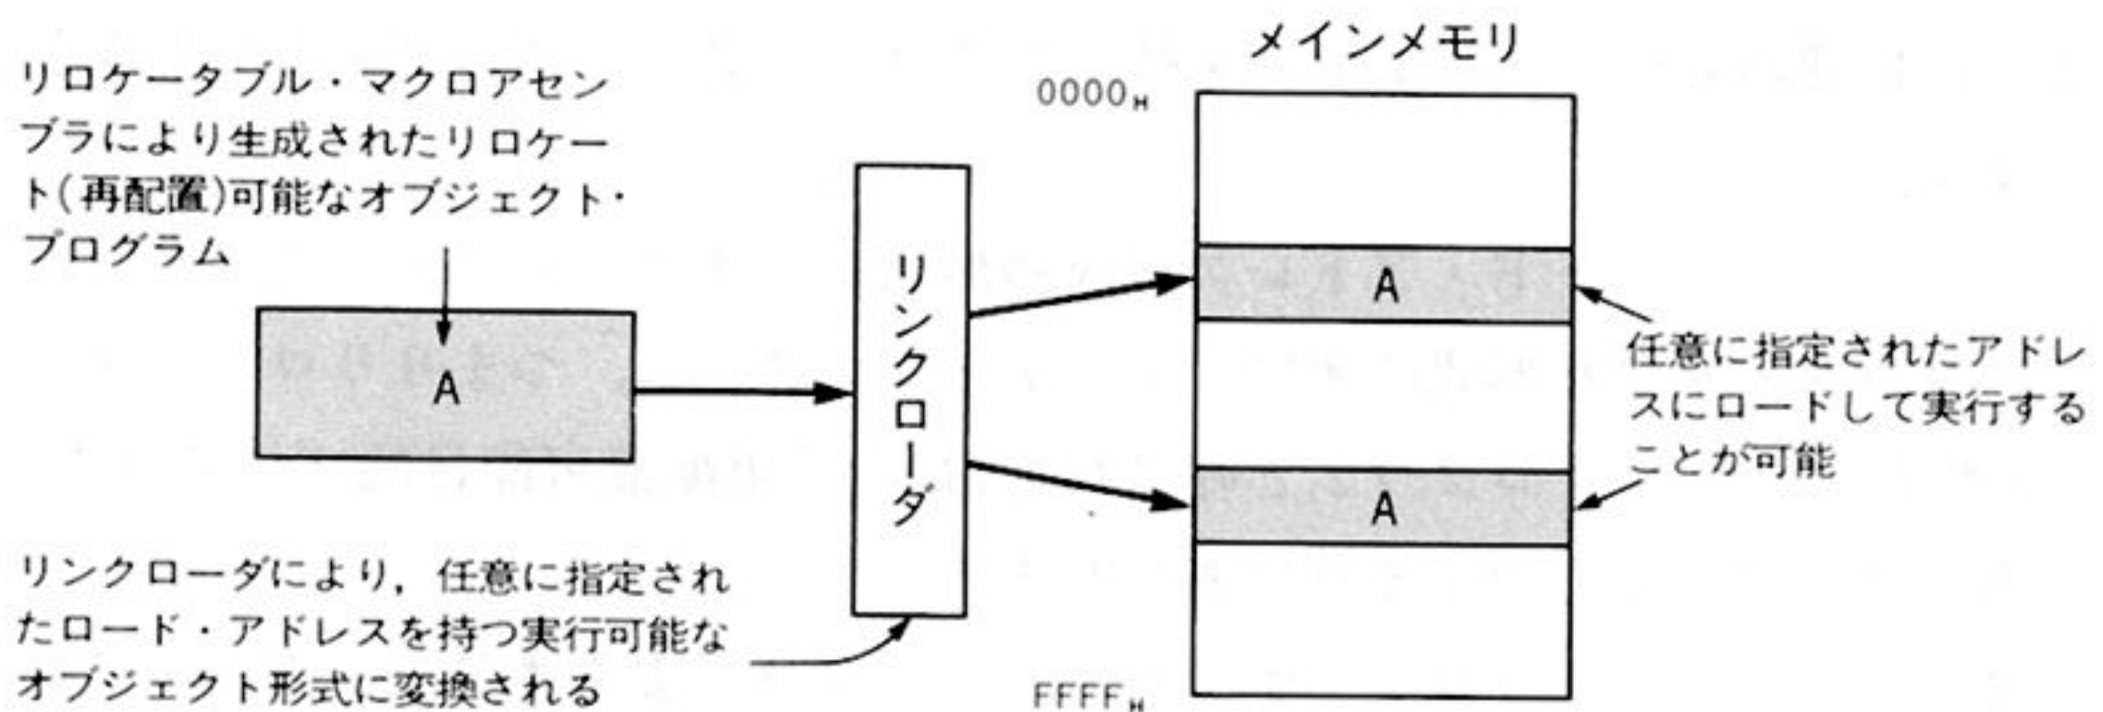 メインメモリ
0000H
リロケータブル・マクロアセン
ブラにより生成されたリロケー
ト(再配置)可能なオブジェクト・
プログラム
A
リンクローダ
A
A
任意に指定されたアドレ
スにロードして実行する
ことが可能
リンクローダにより,任意に指定され
たロード・アドレスを持つ実行可能な
オブジェクト形式に変換される
FFFFH